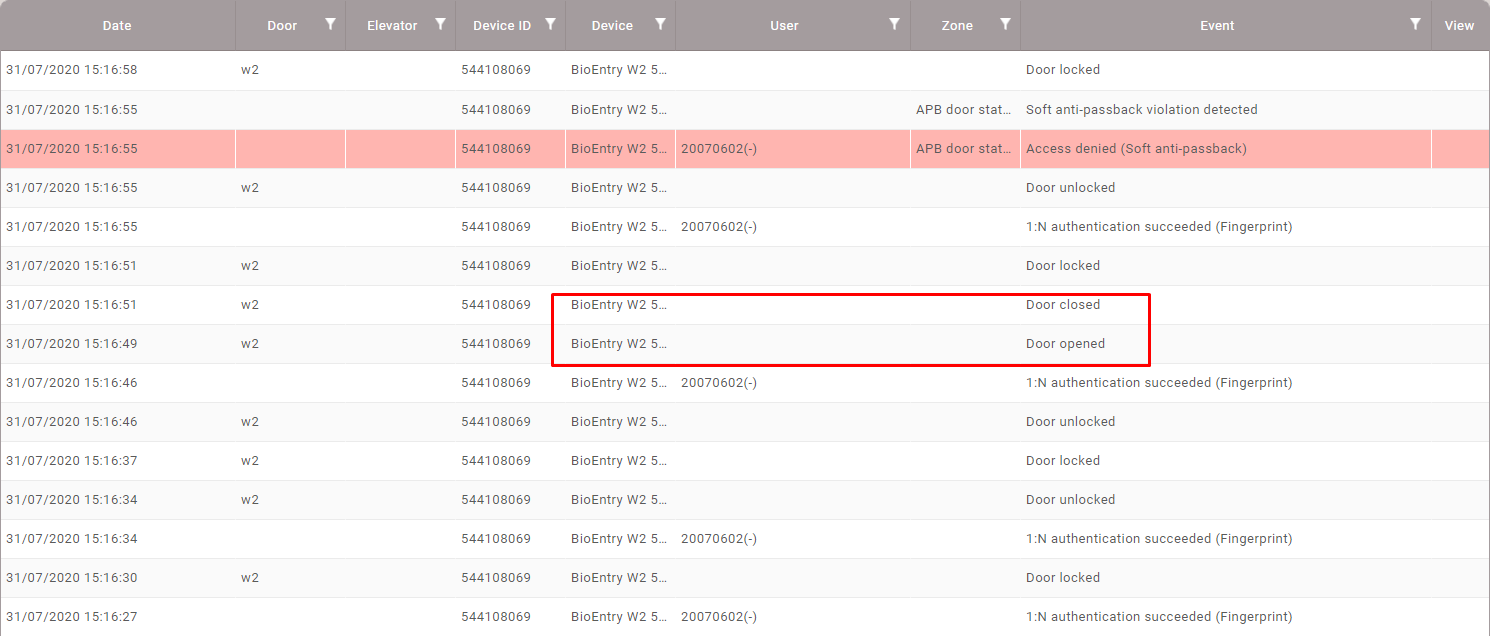 Date Door Elevator Device ID Device User Zone Event View
31/07/2020 15:16:58 w2 544108069 BioEntry W2 5... Door locked
31/07/2020 15:16:55 544108069 BioEntry W2 5... APB door stat... Soft anti-passback violation detected
31/07/2020 15:16:55 544108069 BioEntry W2 5... 20070602(-) APB door stat... Access denied (Soft anti-passback)
31/07/2020 15:16:55 w2 544108069 BioEntry W2 5... Door unlocked
31/07/2020 15:16:55 544108069 BioEntry W2 5... 20070602(-) 1:N authentication succeeded (Fingerprint)
31/07/2020 15:16:51 w2 544108069 BioEntry W2 5... Door locked
31/07/2020 15:16:51 w2 544108069 BioEntry W2 5... Door closed
31/07/2020 15:16:49 w2 544108069 BioEntry W2 5... Door opened
31/07/2020 15:16:46 544108069 BioEntry W2 5... 20070602(-) 1:N authentication succeeded (Fingerprint)
31/07/2020 15:16:46 w2 544108069 BioEntry W2 5... Door unlocked
31/07/2020 15:16:37 w2 544108069 BioEntry W2 5... Door locked
31/07/2020 15:16:34 w2 544108069 BioEntry W2 5... Door unlocked
31/07/2020 15:16:34 544108069 BioEntry W2 5... 20070602(-) 1:N authentication succeeded (Fingerprint)
31/07/2020 15:16:30 w2 544108069 BioEntry W2 5... Door locked
31/07/2020 15:16:27 544108069 BioEntry W2 5... 20070602(-) 1:N authentication succeeded (Fingerprint)